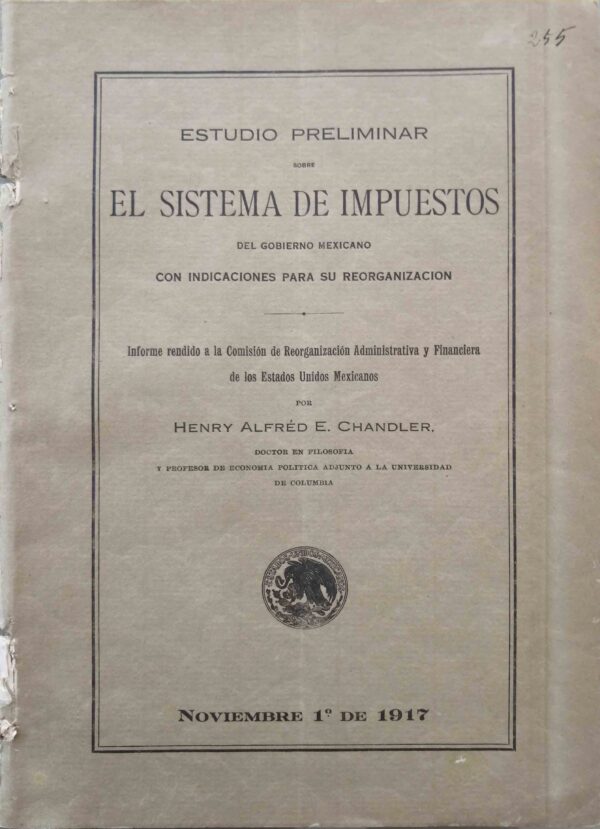 255
ESTUDIO PRELIMINAR
SOBRE
EL SISTEMA DE IMPUESTOS
DEL GOBIERNO MEXICANO
CON INDICACIONES PARA SU REORGANIZACION
Informe rendido a la Comisión de Reorganización Administrativa y Financiera
de los Estados Unidos Mexicanos
POR
HENRY ALFRÉD E. CHANDLER,
DOCTOR EN FILOSOFIA
Y PROFESOR DE ECONOMIA POLITICA ADJUNTO A LA UNIVERSIDAD
DE COLUMBIA
NOVIEMBRE 1º DE 1917